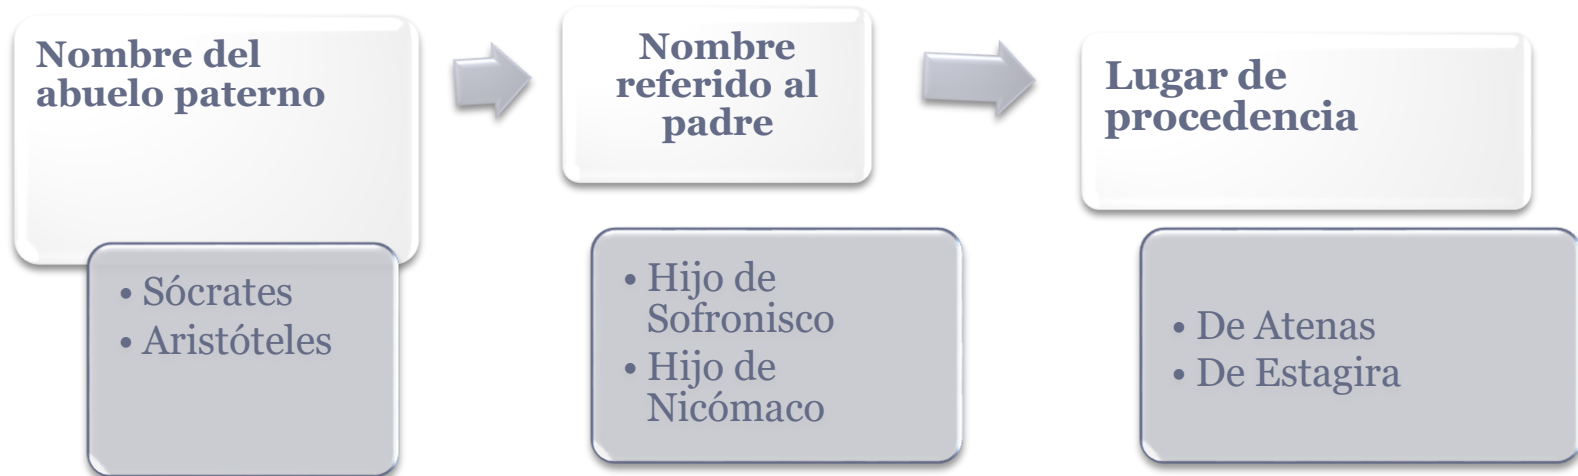 Nombre del
abuelo paterno
• Sócrates
• Aristóteles
Nombre
referido al
padre
• Hijo de
Sofronisco
• Hijo de
Nicómaco
Lugar de
procedencia
• De Atenas
• De Estagira